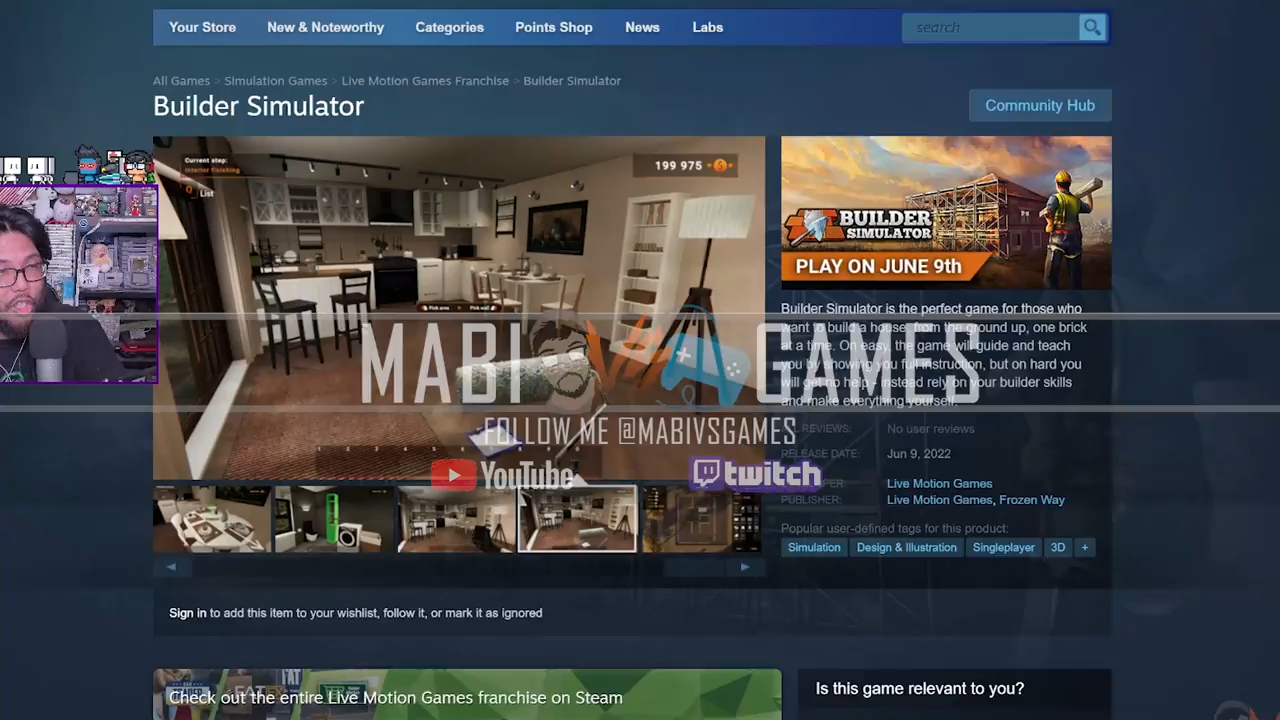 Your Store New & Noteworthy Categories Points Shop News Labs search
All Games > Simulation Games > Live Motion Games Franchise > Builder Simulator
Builder Simulator
Community Hub
Current step:
Interior finishing
List
199 975
BUILDER
SIMULATOR
PLAY ON JUNE 9th
Builder Simulator is the perfect game for those who
want to build a house, from the ground up, one brick
at a time. On easy, the game will guide and teach
you by showing you full instruction, but on hard you
will get no help - instead rely on your builder skills
and make everything yourself.
MABI VS GAMES
FOLLOW ME @MABIVSGAMES
YouTube twitch
REVIEWS: No user reviews
RELEASE DATE: Jun 9, 2022
Live Motion Games
PUBLISHER: Live Motion Games, Frozen Way
Popular user-defined tags for this product:
Simulation Design & Illustration Singleplayer 3D +
Sign in to add this item to your wishlist, follow it, or mark it as ignored
Check out the entire Live Motion Games franchise on Steam
Is this game relevant to you?